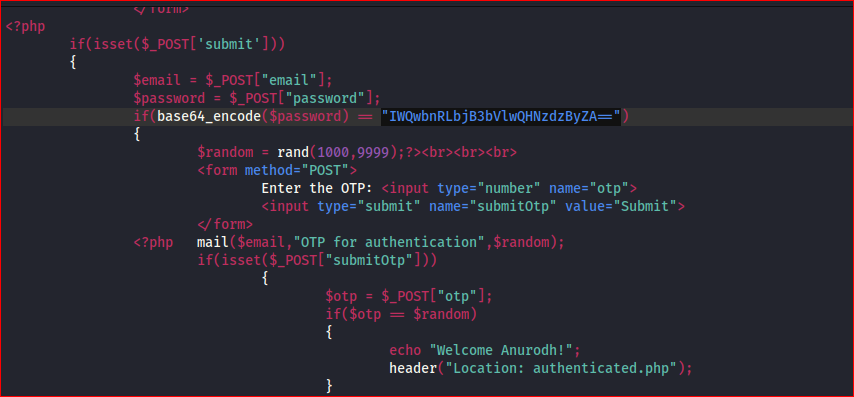 </form>
<?php
if(isset($_POST['submit']))
{
$email = $_POST["email"];
$password = $_POST["password"];
if(base64_encode($password) == "IWQwbnRLbjB3bVlwQHNzdzByZA==")
{
$random = rand(1000,9999);?><br><br><br>
<form method="POST">
Enter the OTP: <input type="number" name="otp">
<input type="submit" name="submitOtp" value="Submit">
</form>
<?php mail($email,"OTP for authentication",$random);
if(isset($_POST["submitOtp"]))
{
$otp = $_POST["otp"];
if($otp == $random)
{
echo "Welcome Anurodh!";
header("Location: authenticated.php");
}